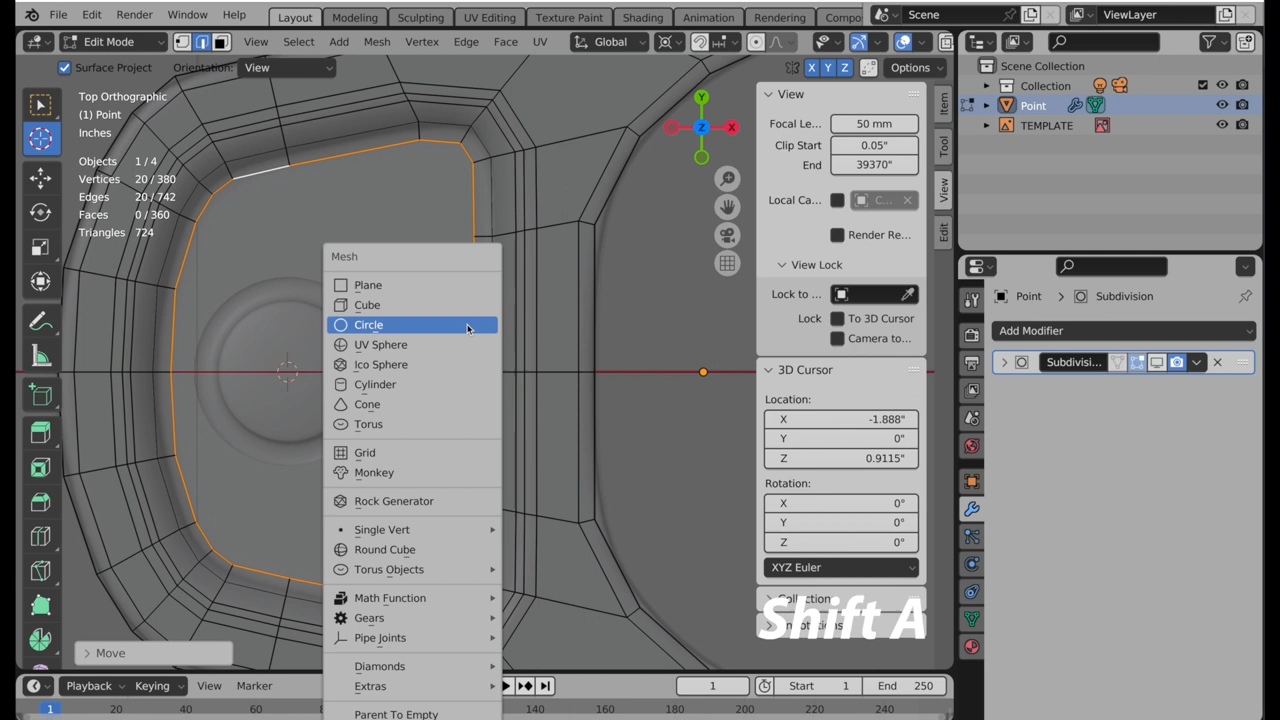 File Edit Render Window Help Layout Modeling Sculpting UV Editing Texture Paint Shading Animation Rendering Compo Scene ViewLayer
Edit Mode View Select Add Mesh Vertex Edge Face UV Global
Surface Project Orientation: View X Y Z Options
Top Orthographic
(1) Point
Inches
Objects 1 / 4
Vertices 20 / 380
Edges 20 / 742
Faces 0 / 360
Triangles 724
Y
Z X
Mesh
Plane
Cube
Circle
UV Sphere
Ico Sphere
Cylinder
Cone
Torus
Grid
Monkey
Rock Generator
Single Vert
Round Cube
Torus Objects
Math Function
Gears
Pipe Joints
Diamonds
Extras
Parent To Empty
> Move
View
Focal Le... 50 mm
Clip Start 0.05"
End 39370"
Local Ca... C...
Render Re...
View Lock
Lock to ...
Lock To 3D Cursor
Camera to...
3D Cursor
Location:
X -1.888"
Y 0"
Z 0.9115"
Rotation:
X 0°
Y 0°
Z 0°
XYZ Euler
Shift A
Item
Tool
View
Edit
Scene Collection
Collection
Point
TEMPLATE
Point > Subdivision
Add Modifier
Subdivisi...
Playback Keying View Marker 1 Start 1 End 250
1 20 40 60 80 140 160 180 200 220 240